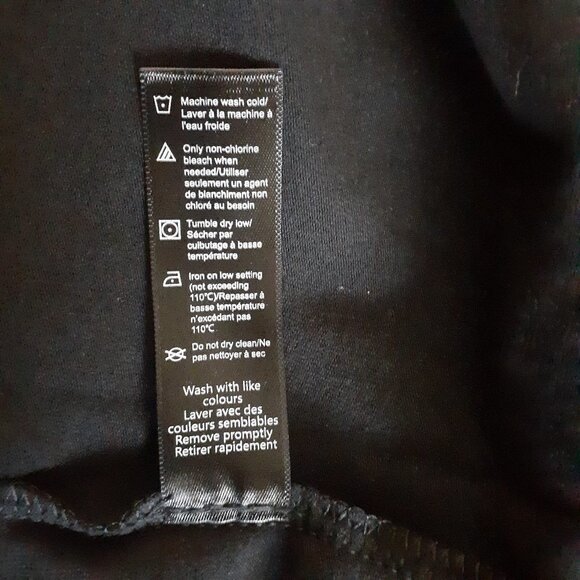 Machine wash cold/
Laver à la machine à
l'eau froide
Only non-chlorine
bleach when
needed/Utiliser
seulement un agent
de blanchiment non
chloré au besoin
Tumble dry low/
Sécher par
culbutage à basse
température
Iron on low setting
(not exceeding
110℃)/Repasser à
basse température
n'excédant pas
110℃
Do not dry clean/Ne
pas nettoyer à sec
Wash with like
colours
Laver avec des
couleurs semblables
Remove promptly
Retirer rapidement